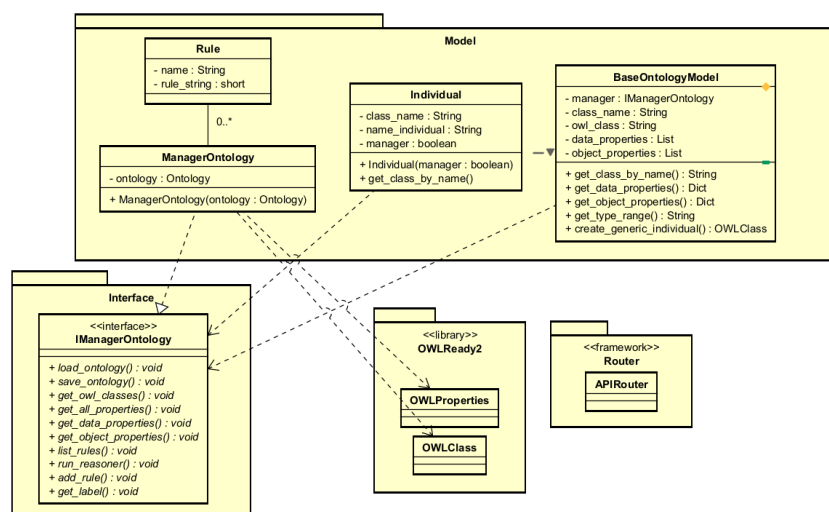 Model
Rule
- name : String
- rule_string : short
0..*
ManagerOntology
- ontology : Ontology
+ ManagerOntology(ontology : Ontology)
Individual
- class_name : String
- name_individual : String
- manager : boolean
+ Individual(manager : boolean)
+ get_class_by_name()
BaseOntologyModel
- manager : IManagerOntology
- class_name : String
- owl_class : String
- data_properties : List
- object_properties : List
+ get_class_by_name() : String
+ get_data_properties() : Dict
+ get_object_properties() : Dict
+ get_type_range() : String
+ create_generic_individual() : OWLClass
Interface
<<interface>>
IManagerOntology
+ load_ontology() : void
+ save_ontology() : void
+ get_owl_classes() : void
+ get_all_properties() : void
+ get_data_properties() : void
+ get_object_properties() : void
+ list_rules() : void
+ run_reasoner() : void
+ add_rule() : void
+ get_label() : void
<<library>>
OWLReady2
OWLProperties
OWLClass
<<framework>>
Router
APIRouter